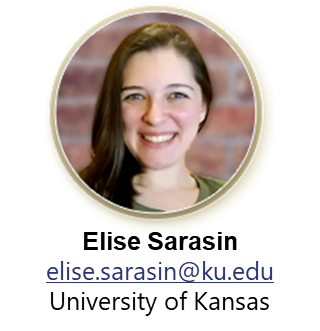 Elise Sarasin
elise.sarasin@ku.edu
University of Kansas